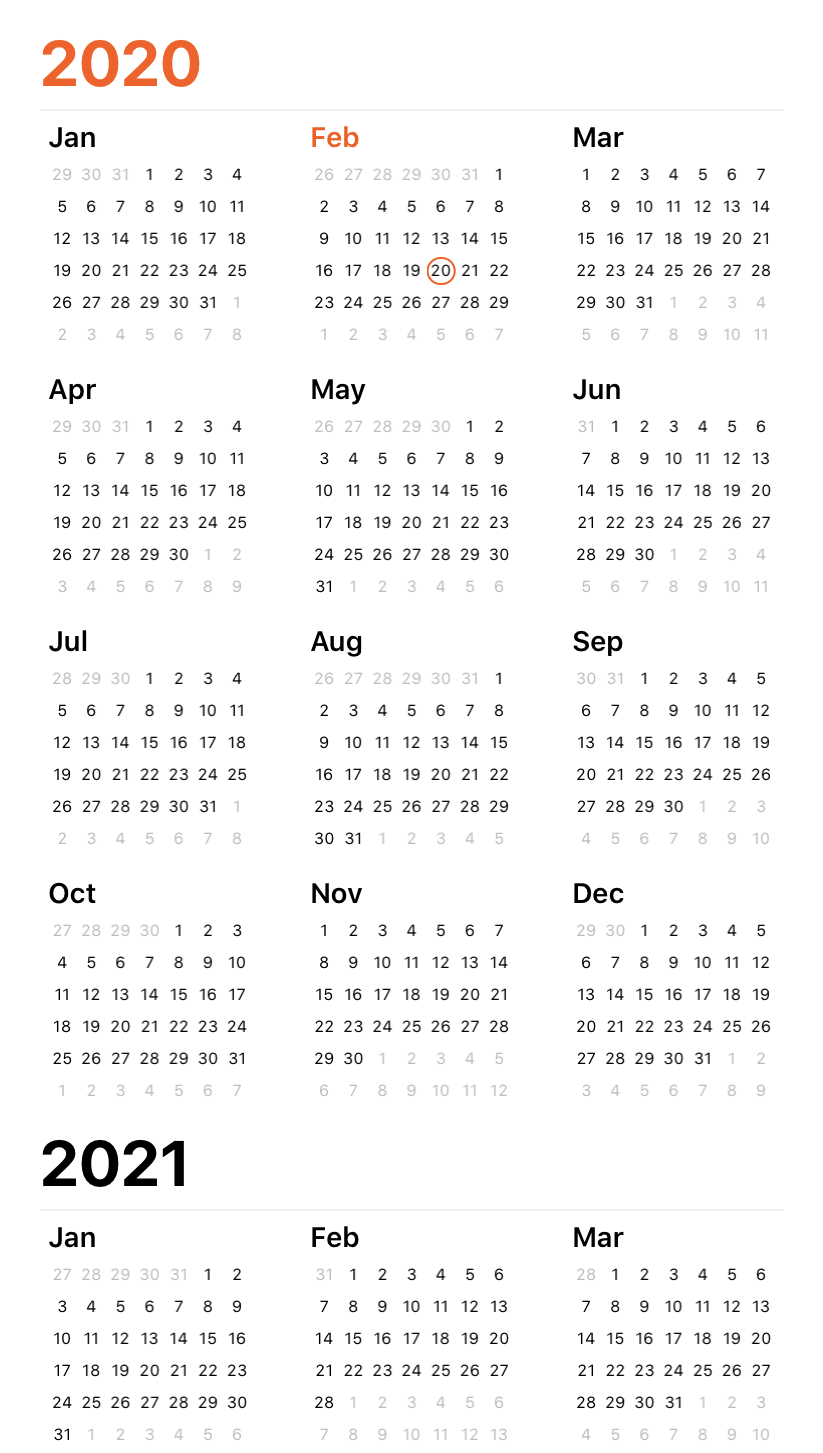 2020
Jan Feb Mar
29 30 31 1 2 3 4 26 27 28 29 30 31 1 1 2 3 4 5 6 7
5 6 7 8 9 10 11 2 3 4 5 6 7 8 8 9 10 11 12 13 14
12 13 14 15 16 17 18 9 10 11 12 13 14 15 15 16 17 18 19 20 21
19 20 21 22 23 24 25 16 17 18 19 20 21 22 22 23 24 25 26 27 28
26 27 28 29 30 31 1 23 24 25 26 27 28 29 29 30 31 1 2 3 4
2 3 4 5 6 7 8 1 2 3 4 5 6 7 5 6 7 8 9 10 11
Apr May Jun
29 30 31 1 2 3 4 26 27 28 29 30 1 2 31 1 2 3 4 5 6
5 6 7 8 9 10 11 3 4 5 6 7 8 9 7 8 9 10 11 12 13
12 13 14 15 16 17 18 10 11 12 13 14 15 16 14 15 16 17 18 19 20
19 20 21 22 23 24 25 17 18 19 20 21 22 23 21 22 23 24 25 26 27
26 27 28 29 30 1 2 24 25 26 27 28 29 30 28 29 30 1 2 3 4
3 4 5 6 7 8 9 31 1 2 3 4 5 6 5 6 7 8 9 10 11
Jul Aug Sep
28 29 30 1 2 3 4 26 27 28 29 30 31 1 30 31 1 2 3 4 5
5 6 7 8 9 10 11 2 3 4 5 6 7 8 6 7 8 9 10 11 12
12 13 14 15 16 17 18 9 10 11 12 13 14 15 13 14 15 16 17 18 19
19 20 21 22 23 24 25 16 17 18 19 20 21 22 20 21 22 23 24 25 26
26 27 28 29 30 31 1 23 24 25 26 27 28 29 27 28 29 30 1 2 3
2 3 4 5 6 7 8 30 31 1 2 3 4 5 4 5 6 7 8 9 10
Oct Nov Dec
27 28 29 30 1 2 3 1 2 3 4 5 6 7 29 30 1 2 3 4 5
4 5 6 7 8 9 10 8 9 10 11 12 13 14 6 7 8 9 10 11 12
11 12 13 14 15 16 17 15 16 17 18 19 20 21 13 14 15 16 17 18 19
18 19 20 21 22 23 24 22 23 24 25 26 27 28 20 21 22 23 24 25 26
25 26 27 28 29 30 31 29 30 1 2 3 4 5 27 28 29 30 31 1 2
1 2 3 4 5 6 7 6 7 8 9 10 11 12 3 4 5 6 7 8 9
2021
Jan Feb Mar
27 28 29 30 31 1 2 31 1 2 3 4 5 6 28 1 2 3 4 5 6
3 4 5 6 7 8 9 7 8 9 10 11 12 13 7 8 9 10 11 12 13
10 11 12 13 14 15 16 14 15 16 17 18 19 20 14 15 16 17 18 19 20
17 18 19 20 21 22 23 21 22 23 24 25 26 27 21 22 23 24 25 26 27
24 25 26 27 28 29 30 28 1 2 3 4 5 6 28 29 30 31 1 2 3
31 1 2 3 4 5 6 7 8 9 10 11 12 13 4 5 6 7 8 9 10